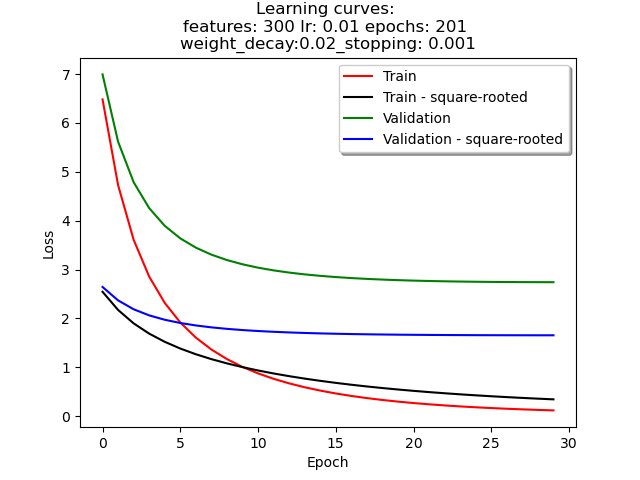 Learning curves:
features: 300 lr: 0.01 epochs: 201
weight_decay:0.02_stopping: 0.001
Train
Train - square-rooted
Validation
Validation - square-rooted
Loss
7
6
5
4
3
2
1
0
0 5 10 15 20 25 30
Epoch